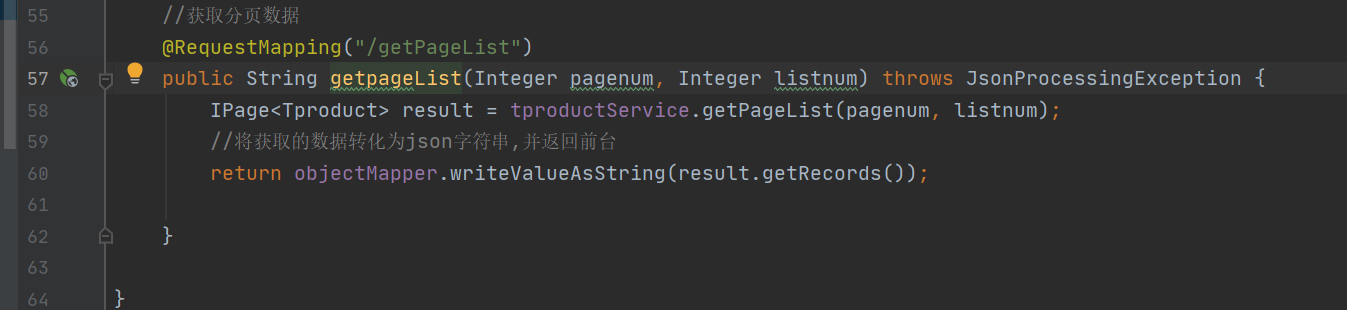 55 //获取分页数据
56 @RequestMapping("/getPageList")
57 public String getpageList(Integer pagenum, Integer listnum) throws JsonProcessingException {
58 IPage<Tproduct> result = tproductService.getPageList(pagenum, listnum);
59 //将获取的数据转化为json字符串,并返回前台
60 return objectMapper.writeValueAsString(result.getRecords());
61
62 }
63
64 }